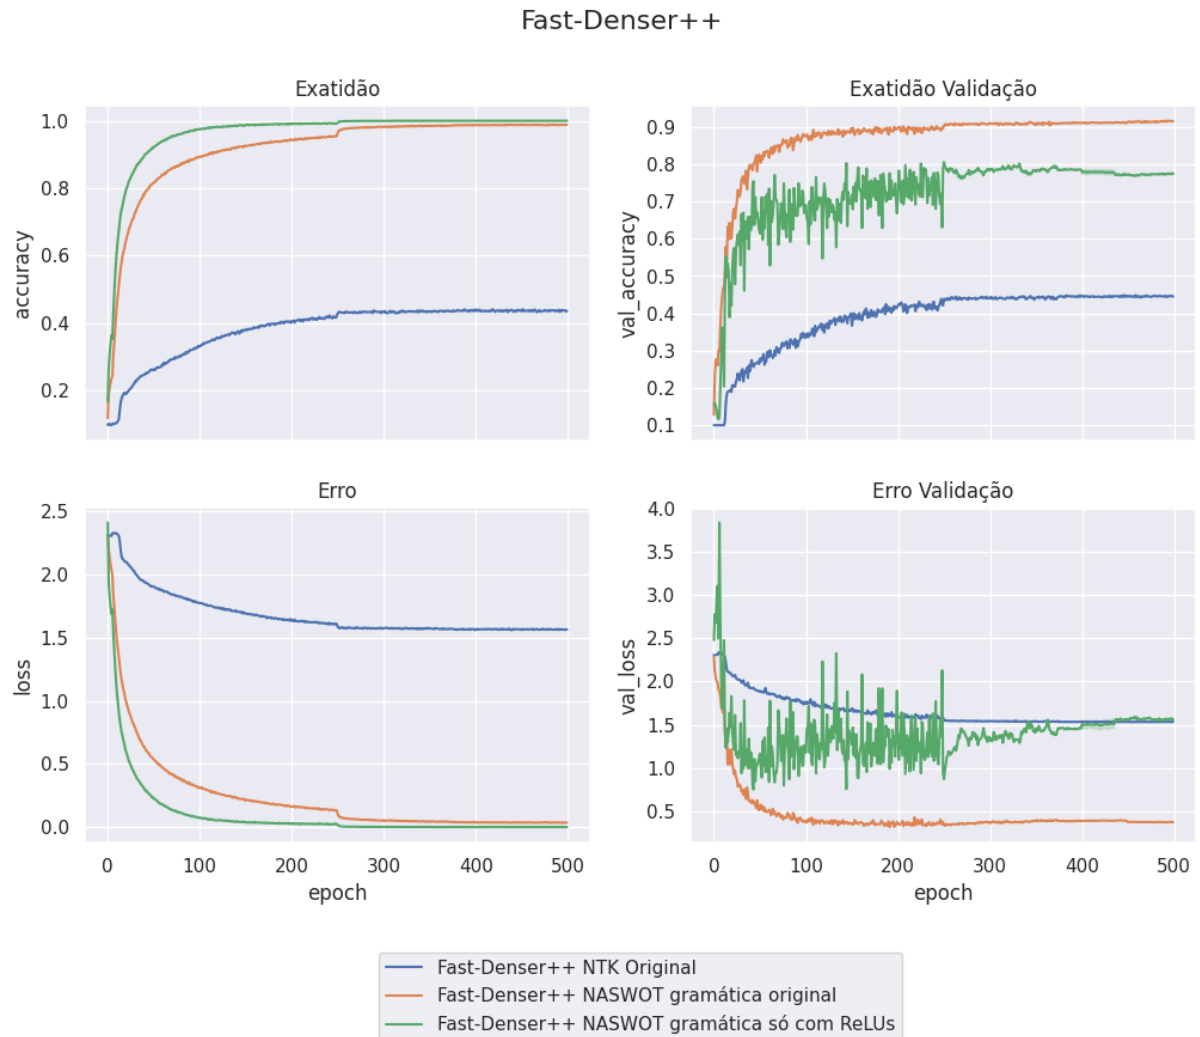 Fast-Denser++
Exatidão
Exatidão Validação
accuracy
1.0
0.8
0.6
0.4
0.2
val_accuracy
0.9
0.8
0.7
0.6
0.5
0.4
0.3
0.2
0.1
Erro
Erro Validação
loss
2.5
2.0
1.5
1.0
0.5
0.0
0 100 200 300 400 500
epoch
val_loss
4.0
3.5
3.0
2.5
2.0
1.5
1.0
0.5
0 100 200 300 400 500
epoch
Fast-Denser++ NTK Original
Fast-Denser++ NASWOT gramática original
Fast-Denser++ NASWOT gramática só com ReLUs